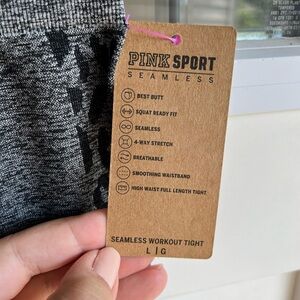 PINK SPORT
SEAMLESS
BEST BUTT
SQUAT READY FIT
SEAMLESS
4-WAY STRETCH
BREATHABLE
SMOOTHING WAISTBAND
HIGH WAIST FULL LENGTH TIGHT
SEAMLESS WORKOUT TIGHT
L | G